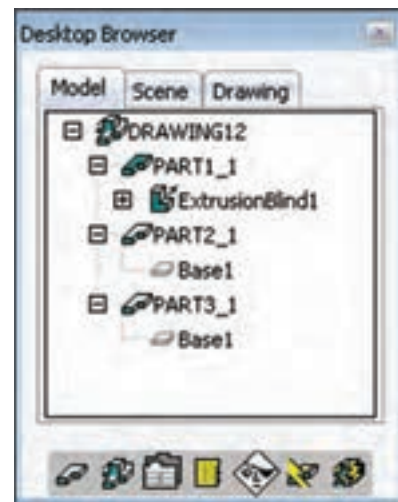 Desktop Browser
Model Scene Drawing
DRAWING12
PART1_1
ExtrusionBlind1
PART2_1
Base1
PART3_1
Base1